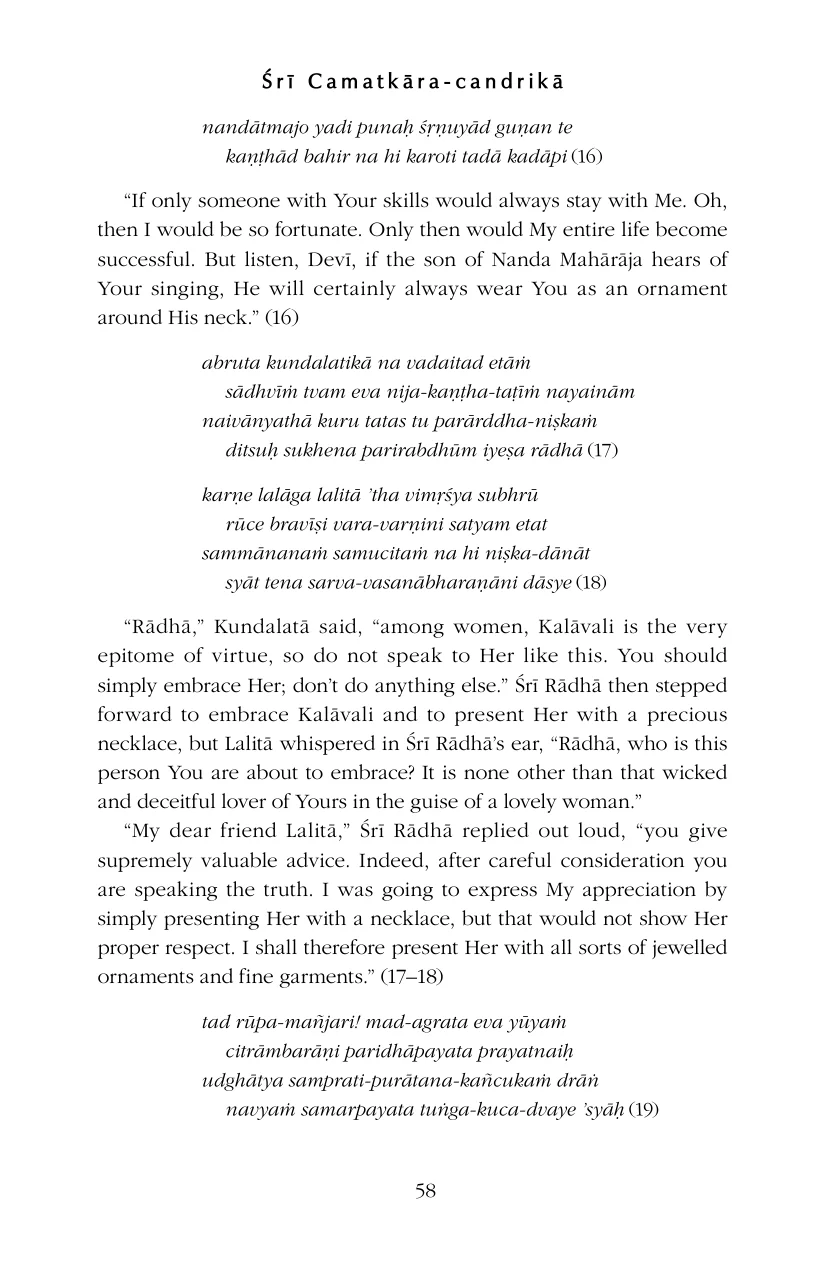 Śrī Camatkāra-candrikā
nandātmajo yadi punaḥ śṛṇuyād guṇan te
kaṇṭhād bahir na hi karoti tadā kadāpi (16)
“If only someone with Your skills would always stay with Me. Oh,
then I would be so fortunate. Only then would My entire life become
successful. But listen, Devī, if the son of Nanda Mahārāja hears of
Your singing, He will certainly always wear You as an ornament
around His neck.” (16)
abruta kundalatikā na vadaitad etāṁ
sādhvīṁ tvam eva nija-kaṇṭha-taṭīṁ nayainām
naivānyathā kuru tatas tu parārddha-niṣkaṁ
ditsuḥ sukhena parirabdhūm iyeṣa rādhā (17)
karṇe lalāga lalitā ’tha vimṛśya subhrū
rūce bravīṣi vara-varṇini satyam etat
sammānanaṁ samucitaṁ na hi niṣka-dānāt
syāt tena sarva-vasanābharaṇāni dāsye (18)
“Rādhā,” Kundalatā said, “among women, Kalāvali is the very
epitome of virtue, so do not speak to Her like this. You should
simply embrace Her; don’t do anything else.” Śrī Rādhā then stepped
forward to embrace Kalāvali and to present Her with a precious
necklace, but Lalitā whispered in Śrī Rādhā’s ear, “Rādhā, who is this
person You are about to embrace? It is none other than that wicked
and deceitful lover of Yours in the guise of a lovely woman.”
“My dear friend Lalitā,” Śrī Rādhā replied out loud, “you give
supremely valuable advice. Indeed, after careful consideration you
are speaking the truth. I was going to express My appreciation by
simply presenting Her with a necklace, but that would not show Her
proper respect. I shall therefore present Her with all sorts of jewelled
ornaments and fine garments.” (17–18)
tad rūpa-mañjari! mad-agrata eva yūyaṁ
citrāmbarāṇi paridhāpayata prayatnaiḥ
udghātya samprati-purātana-kañcukaṁ drāṅ
navyaṁ samarpayata tuṅga-kuca-dvaye ’syāḥ (19)
58